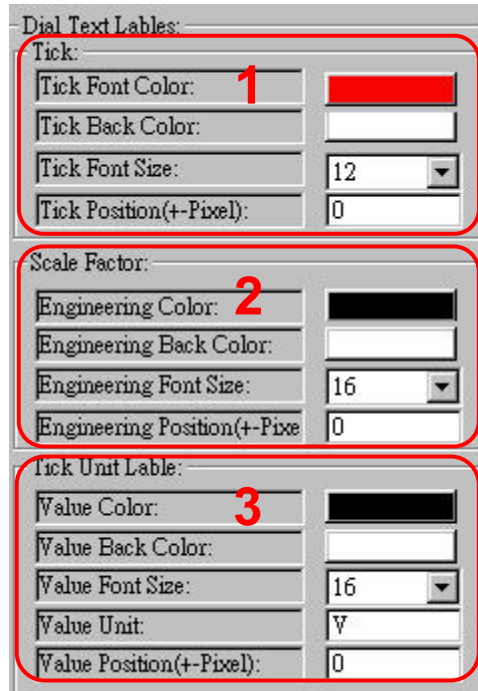 Dial Text Lables:
Tick:
Tick Font Color:
1
Tick Back Color:
Tick Font Size: 12
Tick Position(+-Pixel): 0
Scale Factor:
2
Engineering Color:
Engineering Back Color:
Engineering Font Size: 16
Engineering Position(+-Pixe 0
Tick Unit Lable:
Value Color: 3
Value Back Color:
Value Font Size: 16
Value Unit: V
Value Position(+-Pixel): 0